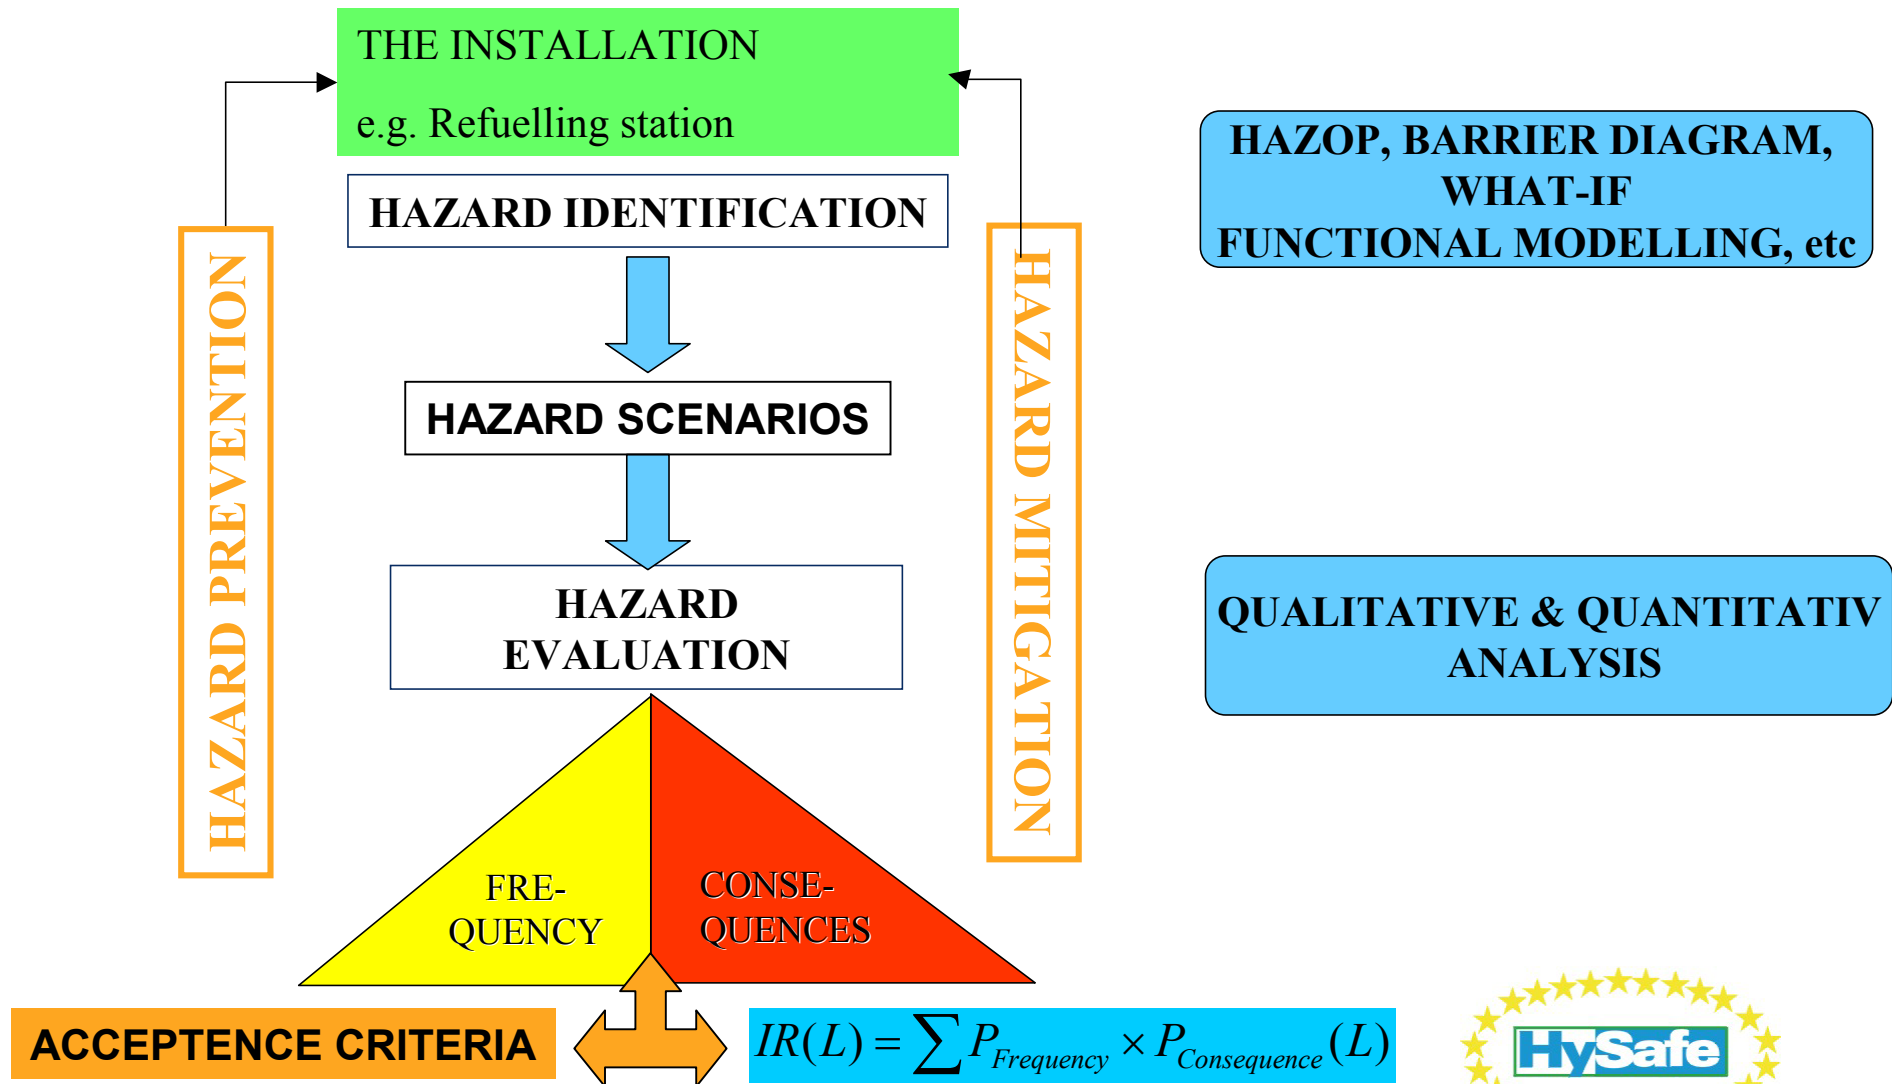 THE INSTALLATION
e.g. Refuelling station
HAZARD IDENTIFICATION
HAZARD SCENARIOS
HAZARD
EVALUATION
HAZARD PREVENTION
HAZARD MITIGATION
FRE-
QUENCY
CONSE-
QUENCES
ACCEPTENCE CRITERIA
IR(L) = ∑ P_Frequency × P_Consequence (L)
HAZOP, BARRIER DIAGRAM,
WHAT-IF
FUNCTIONAL MODELLING, etc
QUALITATIVE & QUANTITATIV
ANALYSIS
HySafe